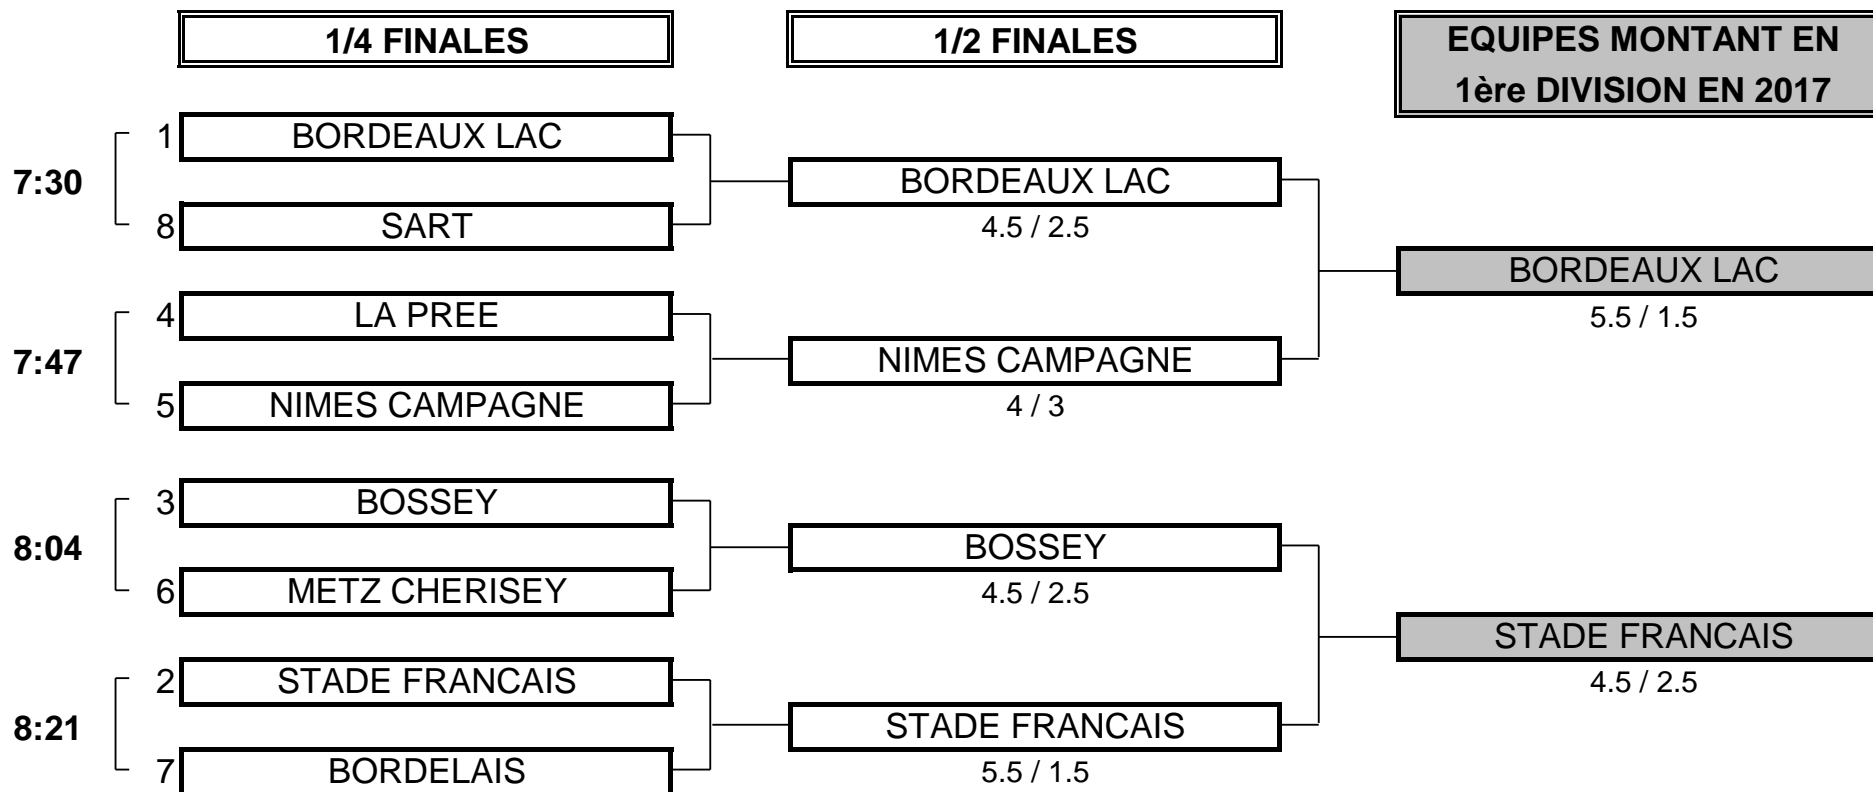 1/4 FINALES
1/2 FINALES
EQUIPES MONTANT EN
1ère DIVISION EN 2017
7:30
1 BORDEAUX LAC
8 SART
BORDEAUX LAC
4.5 / 2.5
7:47
4 LA PREE
5 NIMES CAMPAGNE
NIMES CAMPAGNE
4 / 3
BORDEAUX LAC
5.5 / 1.5
8:04
3 BOSSEY
6 METZ CHERISEY
BOSSEY
4.5 / 2.5
8:21
2 STADE FRANCAIS
7 BORDELAIS
STADE FRANCAIS
5.5 / 1.5
STADE FRANCAIS
4.5 / 2.5